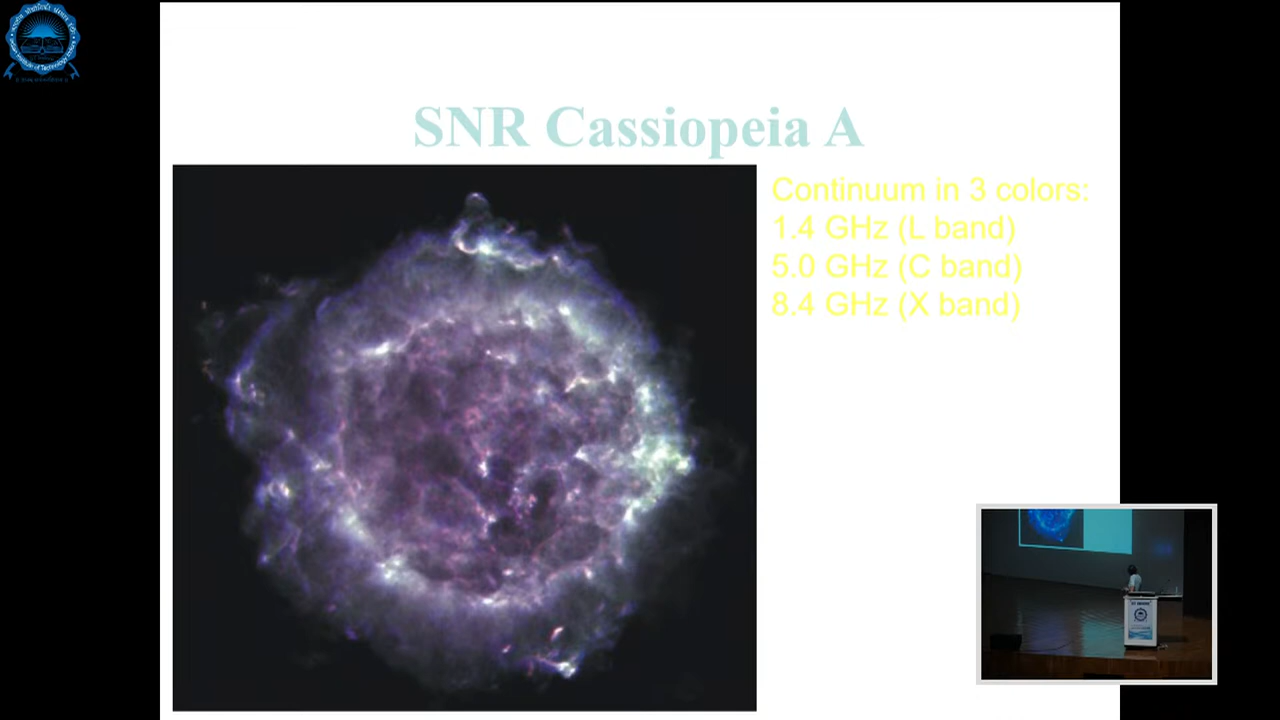 SNR Cassiopeia A
Continuum in 3 colors:
1.4 GHz (L band)
5.0 GHz (C band)
8.4 GHz (X band)